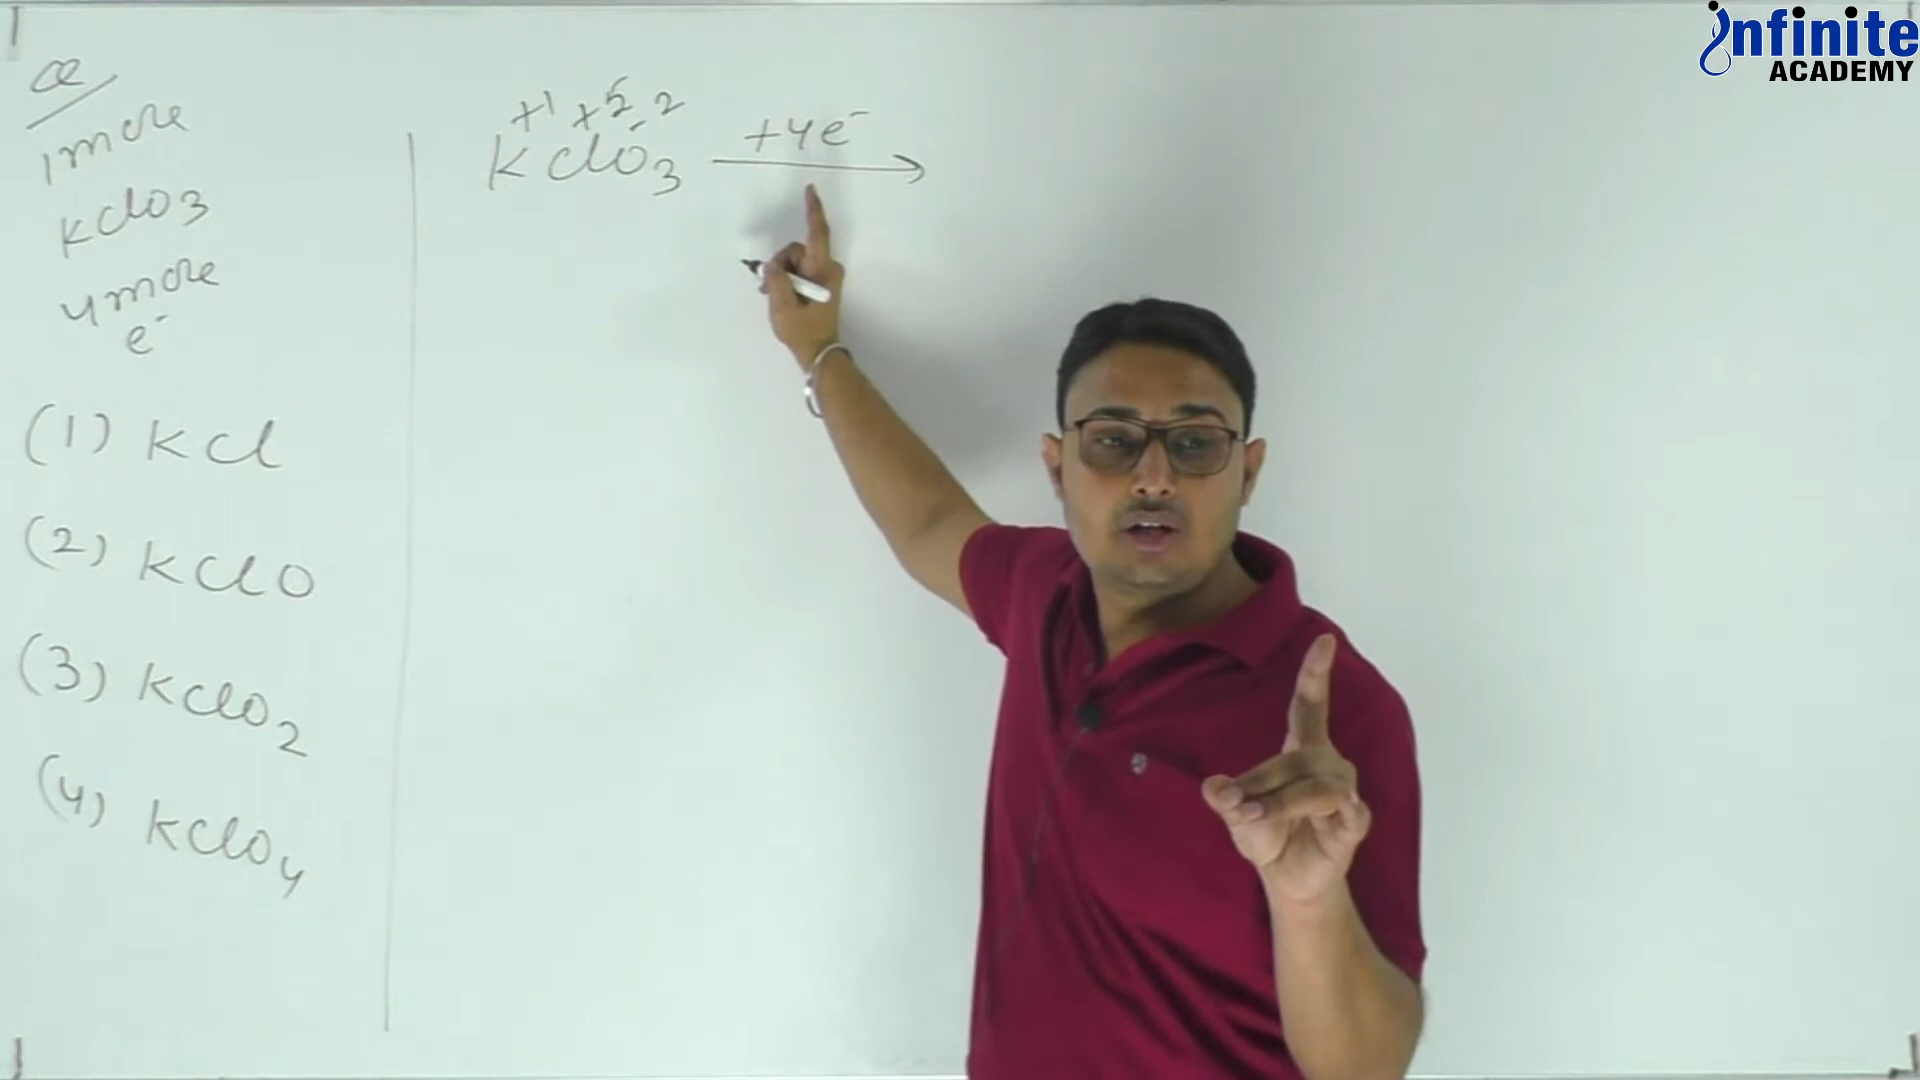 infinite
ACADEMY
Q
1 mole
KClO3
4 mole
e-
(1) KCl
(2) KClO
(3) KClO2
(4) KClO4
+1 +5 -2
KClO3 +4e- →